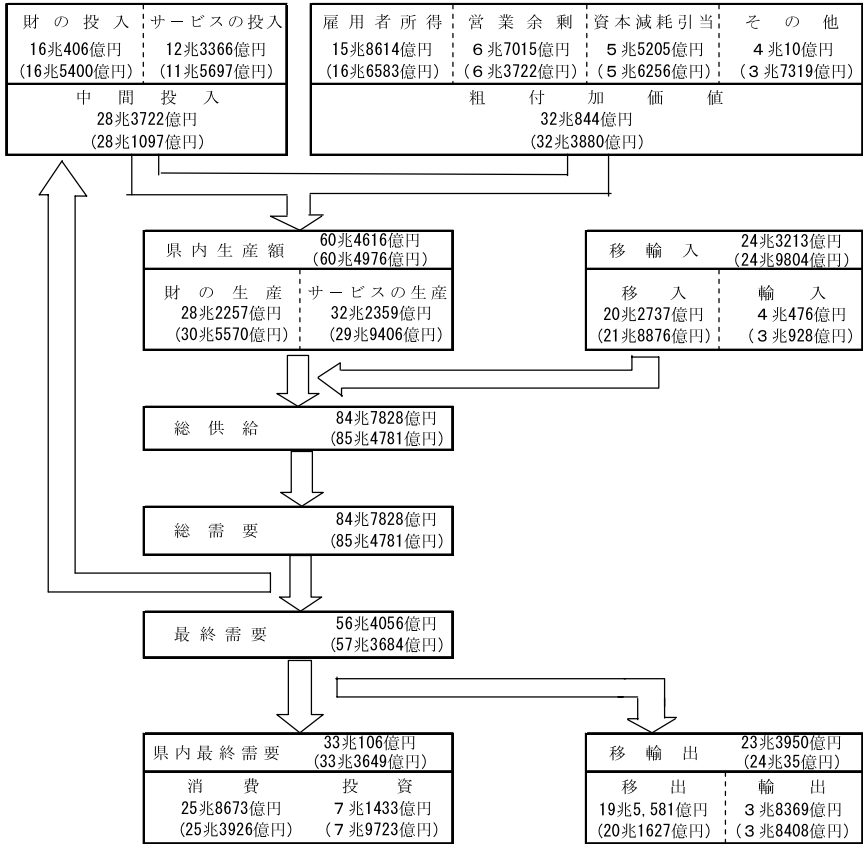 財の投入 サービスの投入 雇用者所得 営業余剰 資本減耗引当 その他
16兆406億円 12兆3366億円 15兆8614億円 6兆7015億円 5兆5205億円 4兆10億円
(16兆5400億円) (11兆5697億円) (16兆6583億円) (6兆3722億円) (5兆6256億円) (3兆7319億円)
中間投入 粗付加価値
28兆3722億円 32兆844億円
(28兆1097億円) (32兆3880億円)
県内生産額 60兆4616億円
(60兆4976億円)
財の生産 サービスの生産
28兆2257億円 32兆2359億円
(30兆5570億円) (29兆9406億円)
移輸入 24兆3213億円
(24兆9804億円)
移入 輸入
20兆2737億円 4兆476億円
(21兆8876億円) (3兆928億円)
総供給 84兆7828億円
(85兆4781億円)
総需要 84兆7828億円
(85兆4781億円)
最終需要 56兆4056億円
(57兆3684億円)
県内最終需要 33兆106億円
(33兆3649億円)
消費 投資
25兆8673億円 7兆1433億円
(25兆3926億円) (7兆9723億円)
移輸出 23兆3950億円
(24兆35億円)
移出 輸出
19兆5,581億円 3兆8369億円
(20兆1627億円) (3兆8408億円)